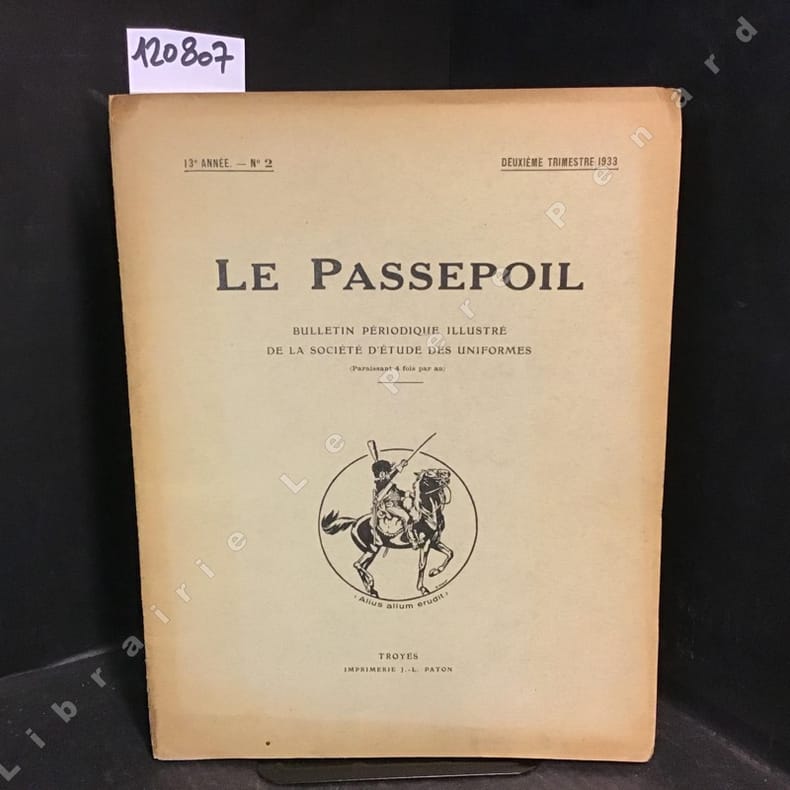 120807
13e ANNÉE. — No 2
DEUXIÈME TRIMESTRE 1933
LE PASSEPOIL
BULLETIN PÉRIODIQUE ILLUSTRÉ
DE LA SOCIÉTÉ D'ÉTUDE DES UNIFORMES
(Paraissant 4 fois par an)
« Alius alium erudit »
TROYES
IMPRIMERIE J.-L. PATON
Librairie Le Père Pénard